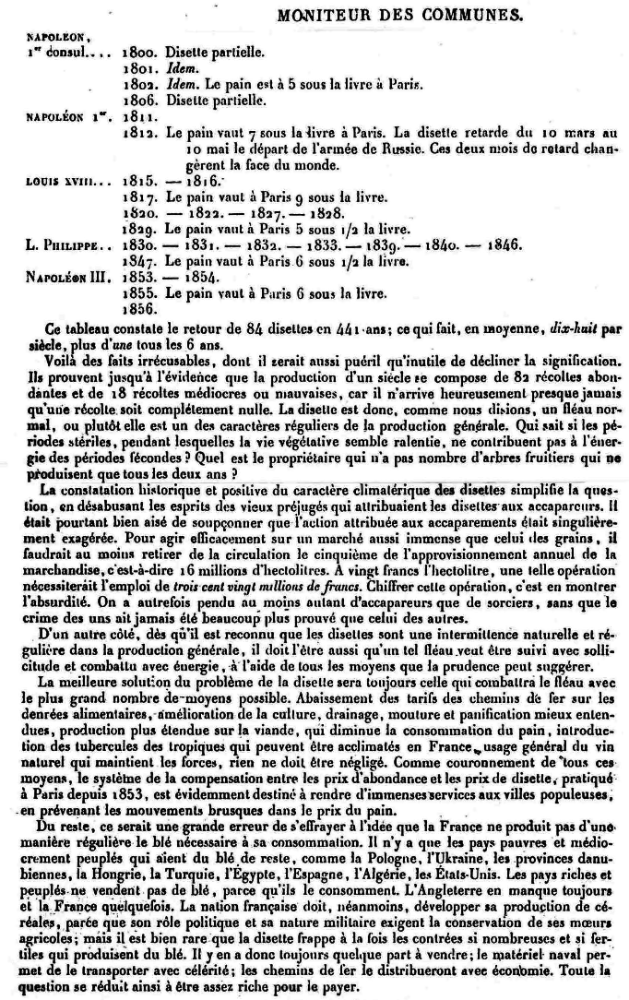 MONITEUR DES COMMUNES.
NAPOLÉON,
1er consul.... 1800. Disette partielle.
1801. Idem.
1802. Idem. Le pain est à 5 sous la livre à Paris.
1806. Disette partielle.
NAPOLÉON 1er. 1811.
1812. Le pain vaut 7 sous la livre à Paris. La disette retarde du 10 mars au
10 mai le départ de l'armée de Russie. Ces deux mois de retard chan-
gèrent la face du monde.
LOUIS XVIII... 1815. — 1816.
1817. Le pain vaut à Paris 9 sous la livre.
1820. — 1822. — 1827. — 1828.
1829. Le pain vaut à Paris 5 sous 1/2 la livre.
L. PHILIPPE.. 1830. — 1831. — 1832. — 1833. — 1839. — 1840. — 1846.
1847. Le pain vaut à Paris 6 sous 1/2 la livre.
NAPOLÉON III. 1853. — 1854.
1855. Le pain vaut à Paris 6 sous la livre.
1856.
Ce tableau constate le retour de 84 disettes en 441 ans; ce qui fait, en moyenne, dix-huit par
siècle, plus d'une tous les 6 ans.
Voilà des faits irrécusables, dont il serait aussi puéril qu'inutile de décliner la signification.
Ils prouvent jusqu'à l'évidence que la production d'un siècle se compose de 82 récoltes abon-
dantes et de 18 récoltes médiocres ou mauvaises, car il n'arrive heureusement presque jamais
qu'une récolte soit complétement nulle. La disette est donc, comme nous disions, un fléau nor-
mal, ou plutôt elle est un des caractères réguliers de la production générale. Qui sait si les pé-
riodes stériles, pendant lesquelles la vie végétative semble ralentie, ne contribuent pas à l'éner-
gie des périodes fécondes? Quel est le propriétaire qui n'a pas nombre d'arbres fruitiers qui ne
produisent que tous les deux ans?
La constatation historique et positive du caractère climatérique des disettes simplifie la ques-
tion, en désabusant les esprits des vieux préjugés qui attribuaient les disettes aux accapareurs. Il
était pourtant bien aisé de soupçonner que l'action attribuée aux accaparements était singulière-
ment exagérée. Pour agir efficacement sur un marché aussi immense que celui des grains, il
faudrait au moins retirer de la circulation le cinquième de l'approvisionnement annuel de la
marchandise, c'est-à-dire 16 millions d'hectolitres. A vingt francs l'hectolitre, une telle opération
nécessiterait l'emploi de trois cent vingt millions de francs. Chiffrer cette opération, c'est en montrer
l'absurdité. On a autrefois pendu au moins autant d'accapareurs que de sorciers, sans que le
crime des uns ait jamais été beaucoup plus prouvé que celui des autres.
D'un autre côté, dès qu'il est reconnu que les disettes sont une intermittence naturelle et ré-
gulière dans la production générale, il doit l'être aussi qu'un tel fléau veut être suivi avec solli-
citude et combattu avec énergie, à l'aide de tous les moyens que la prudence peut suggérer.
La meilleure solution du problème de la disette sera toujours celle qui combattra le fléau avec
le plus grand nombre de moyens possible. Abaissement des tarifs des chemins de fer sur les
denrées alimentaires, amélioration de la culture, drainage, mouture et panification mieux enten-
dues, production plus étendue sur la viande, qui diminue la consommation du pain, introduc-
tion des tubercules des tropiques qui peuvent être acclimatés en France, usage général du vin
naturel qui maintient les forces, rien ne doit être négligé. Comme couronnement de tous ces
moyens, le système de la compensation entre les prix d'abondance et les prix de disette, pratiqué
à Paris depuis 1853, est évidemment destiné à rendre d'immenses services aux villes populeuses,
en prévenant les mouvements brusques dans le prix du pain.
Du reste, ce serait une grande erreur de s'effrayer à l'idée que la France ne produit pas d'une
manière régulière le blé nécessaire à sa consommation. Il n'y a que les pays pauvres et médio-
crement peuplés qui aient du blé de reste, comme la Pologne, l'Ukraine, les provinces danu-
biennes, la Hongrie, la Turquie, l'Égypte, l'Espagne, l'Algérie, les États-Unis. Les pays riches et
peuplés ne vendent pas de blé, parce qu'ils le consomment. L'Angleterre en manque toujours
et la France quelquefois. La nation française doit, néanmoins, développer sa production de cé-
réales, parce que son rôle politique et sa nature militaire exigent la conservation de ses mœurs
agricoles; mais il est bien rare que la disette frappe à la fois les contrées si nombreuses et si fer-
tiles qui produisent du blé. Il y en a donc toujours quelque part à vendre; le matériel naval per-
met de le transporter avec célérité; les chemins de fer le distribueront avec économie. Toute la
question se réduit ainsi à être assez riche pour le payer.